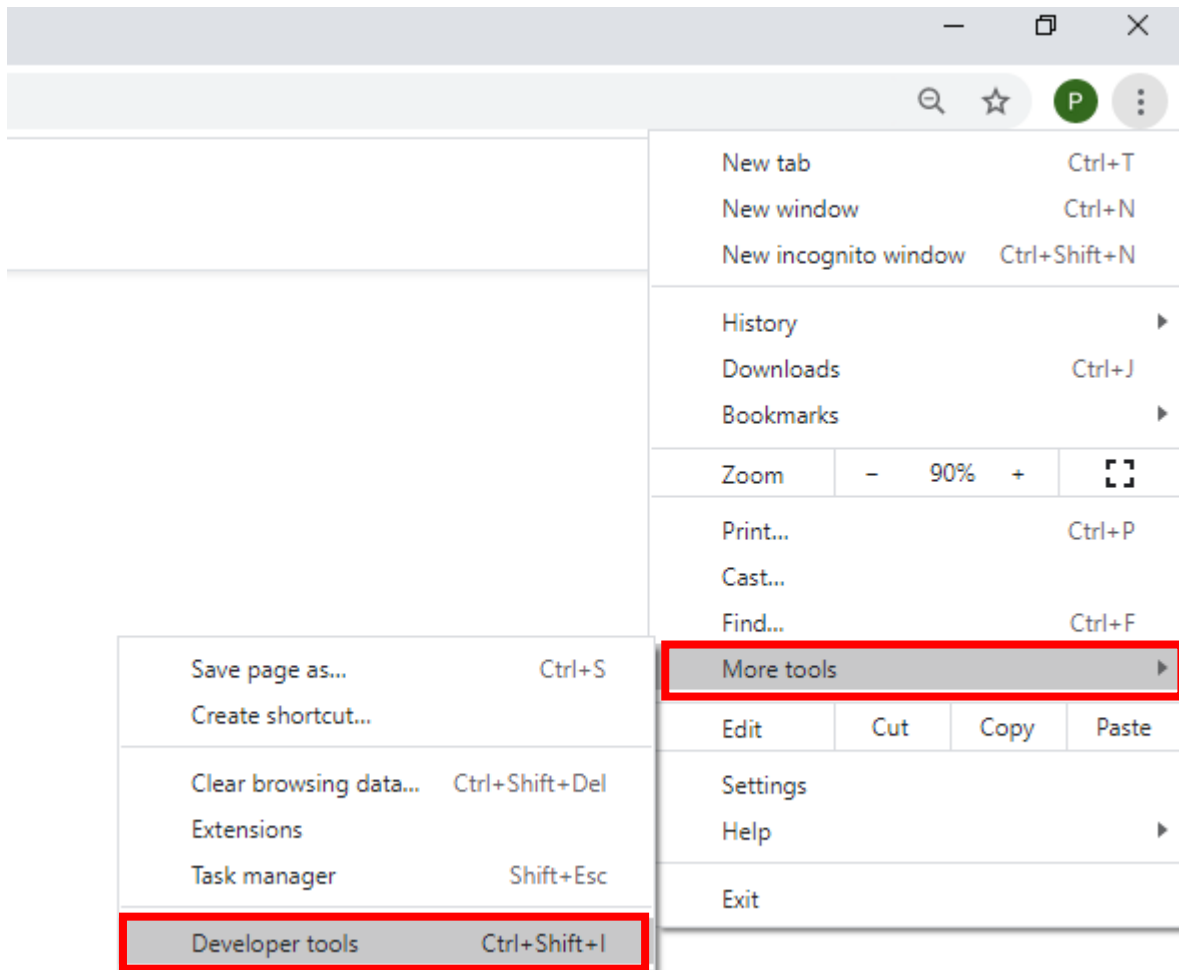 P
New tab Ctrl+T
New window Ctrl+N
New incognito window Ctrl+Shift+N
History
Downloads Ctrl+J
Bookmarks
Zoom - 90% +
Print... Ctrl+P
Cast...
Find... Ctrl+F
More tools
Edit Cut Copy Paste
Settings
Help
Exit
Save page as... Ctrl+S
Create shortcut...
Clear browsing data... Ctrl+Shift+Del
Extensions
Task manager Shift+Esc
Developer tools Ctrl+Shift+I